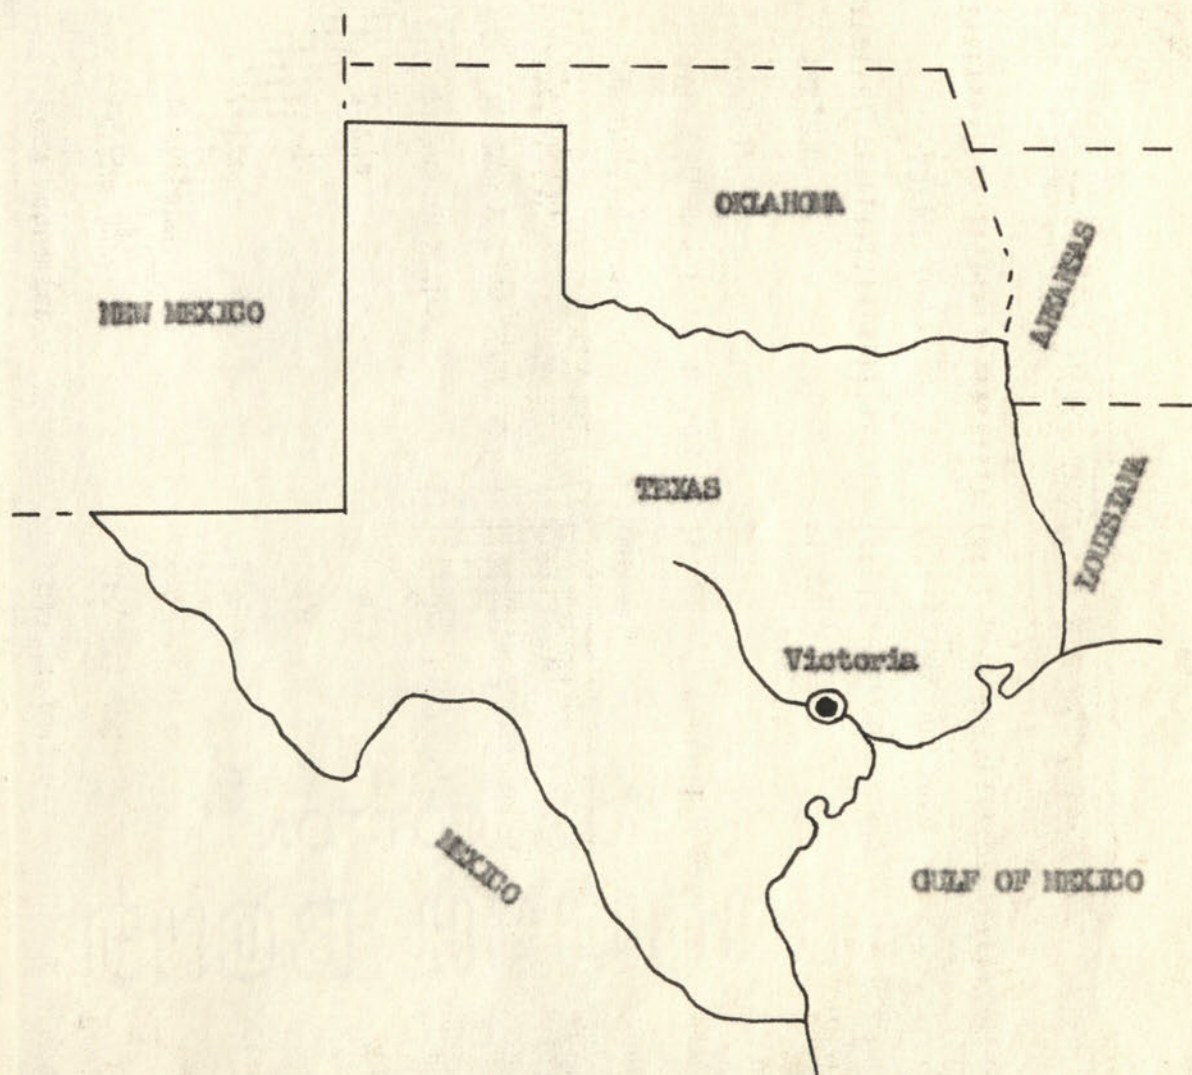 OKLAHOMA
ARKANSAS
NEW MEXICO
TEXAS
LOUISIANA
Victoria
MEXICO
GULF OF MEXICO